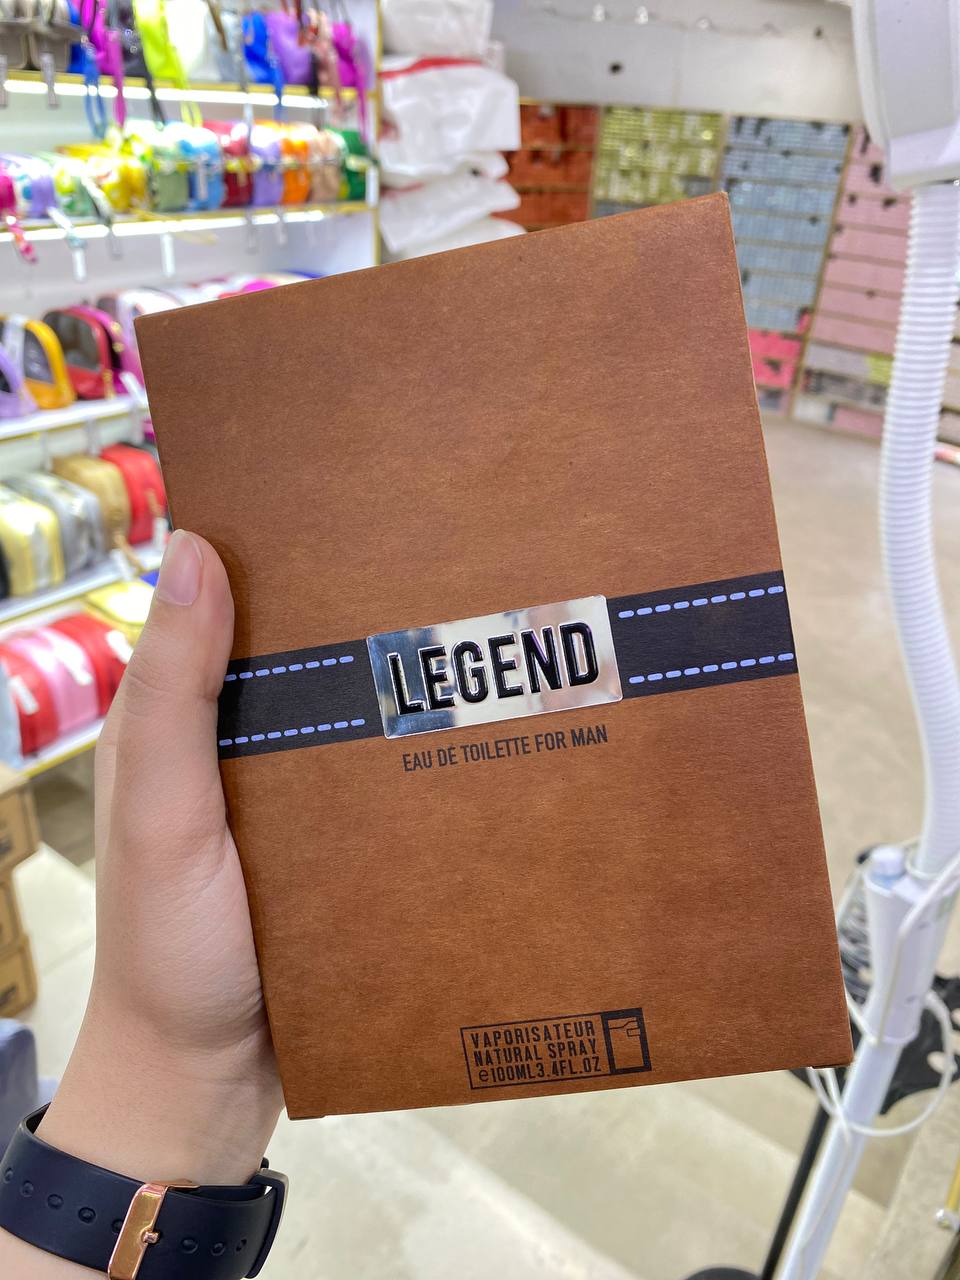 LEGEND
EAU DE TOILETTE FOR MAN
VAPORISATEUR
NATURAL SPRAY
℮100ML3.4FL.OZ